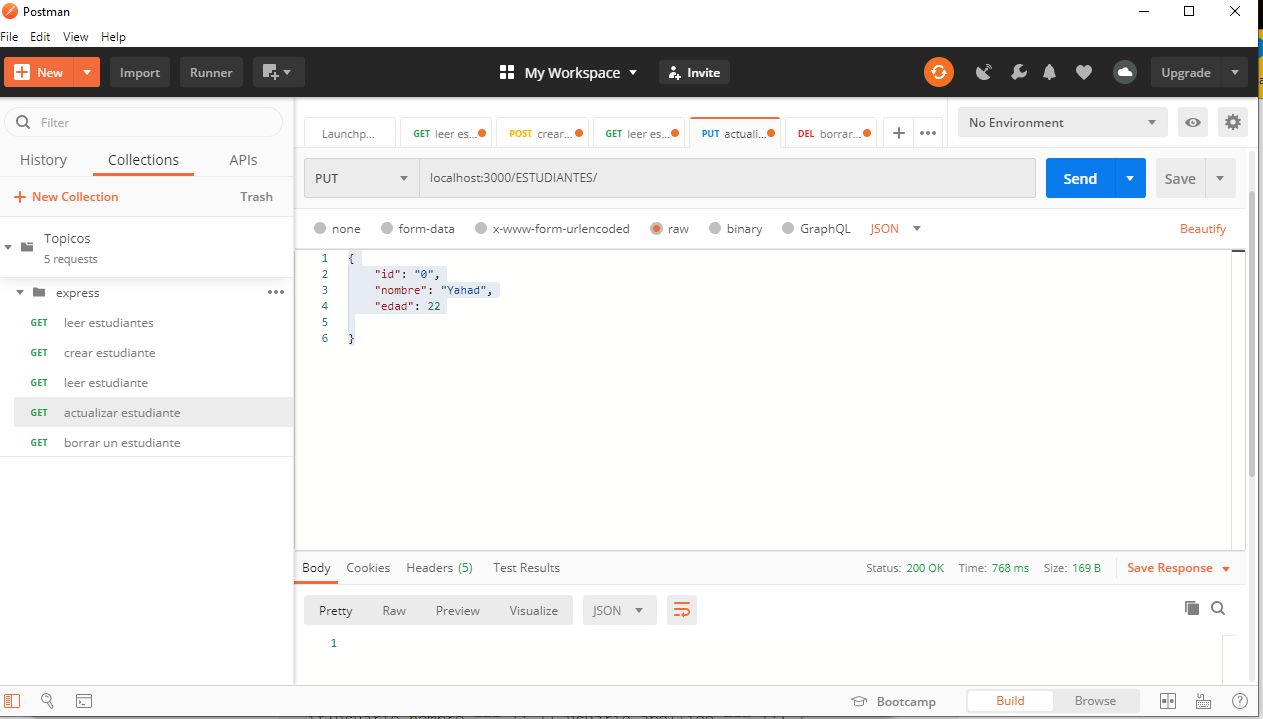 Postman
File Edit View Help
New Import Runner My Workspace Invite Upgrade
Filter
History Collections APIs
New Collection Trash
Topicos
5 requests
express
GET leer estudiantes
GET crear estudiante
GET leer estudiante
GET actualizar estudiante
GET borrar un estudiante
Launchp... GET leer es... POST crear... GET leer es... PUT actuali... DEL borrar... No Environment
PUT localhost:3000/ESTUDIANTES/ Send Save
none form-data x-www-form-urlencoded raw binary GraphQL JSON Beautify
1 {
2 "id": "0",
3 "nombre": "Yahad",
4 "edad": 22
5
6 }
Body Cookies Headers (5) Test Results Status: 200 OK Time: 768 ms Size: 169 B Save Response
Pretty Raw Preview Visualize JSON
1
Bootcamp Build Browse